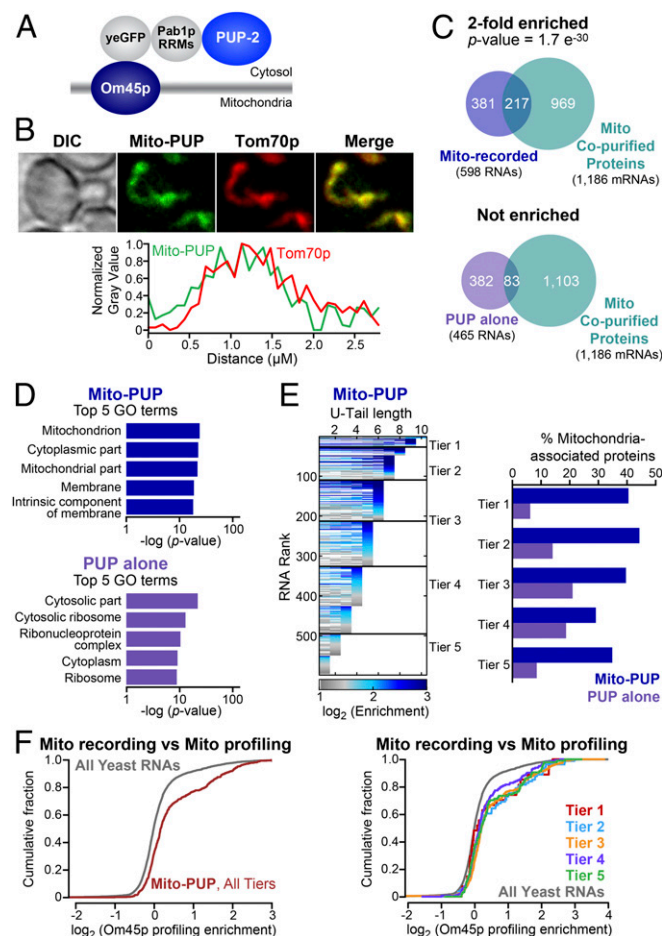 A
yeGFP
Pab1p
RRMs
PUP-2
Om45p
Cytosol
Mitochondria
B
DIC
Mito-PUP
Tom70p
Merge
Mito-PUP
Tom70p
Normalized
Gray Value
1.0
0.8
0.6
0.4
0.2
0
0 0.5 1.0 1.5 2.0 2.5
Distance (µM)
C
2-fold enriched
p-value = 1.7 e-30
381
217
969
Mito-recorded
(598 RNAs)
Mito
Co-purified
Proteins
(1,186 mRNAs)
Not enriched
382
83
1,103
PUP alone
(465 RNAs)
Mito
Co-purified
Proteins
(1,186 mRNAs)
D
Mito-PUP
Top 5 GO terms
Mitochondrion
Cytoplasmic part
Mitochondrial part
Membrane
Intrinsic component
of membrane
1 10 100
-log (p-value)
PUP alone
Top 5 GO terms
Cytosolic part
Cytosolic ribosome
Ribonucleoprotein
complex
Cytoplasm
Ribosome
1 10 100
-log (p-value)
E
Mito-PUP
U-Tail length
2 4 6 8 10
RNA Rank
100
200
300
400
500
Tier 1
Tier 2
Tier 3
Tier 4
Tier 5
1 2 3
log2 (Enrichment)
% Mitochondria-
associated proteins
0 10 20 30 40 50
Tier 1
Tier 2
Tier 3
Tier 4
Tier 5
Mito-PUP
PUP alone
F
Mito recording vs Mito profiling
All Yeast RNAs
Mito-PUP, All Tiers
Cumulative fraction
1.0
0.8
0.6
0.4
0.2
0
-2 -1 0 1 2 3
log2 (Om45p profiling enrichment)
Mito recording vs Mito profiling
Tier 1
Tier 2
Tier 3
Tier 4
Tier 5
All Yeast RNAs
Cumulative fraction
1.0
0.8
0.6
0.4
0.2
0
-2 -1 0 1 2 3 4
log2 (Om45p profiling enrichment)